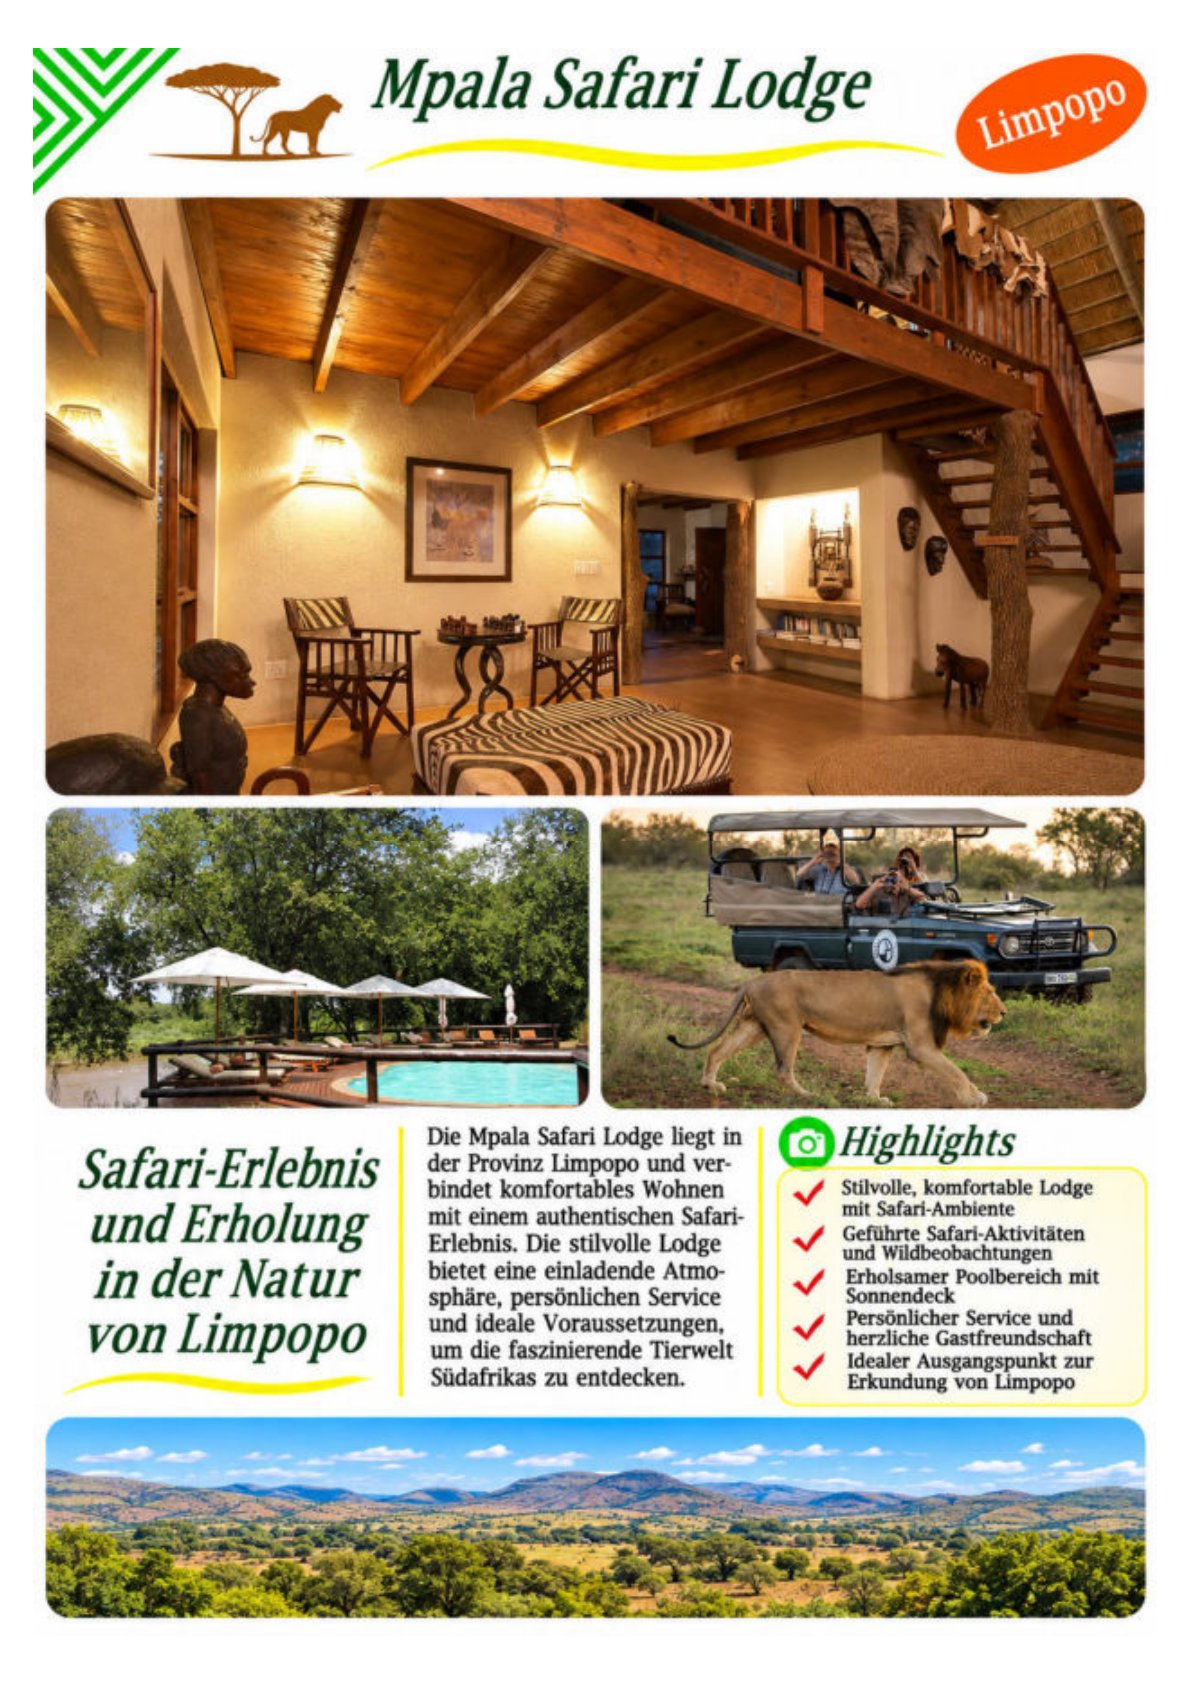 Mpala Safari Lodge
Limpopo
Safari-Erlebnis
und Erholung
in der Natur
von Limpopo
Die Mpala Safari Lodge liegt in
der Provinz Limpopo und ver-
bindet komfortables Wohnen
mit einem authentischen Safari-
Erlebnis. Die stilvolle Lodge
bietet eine einladende Atmo-
sphäre, persönlichen Service
und ideale Voraussetzungen,
um die faszinierende Tierwelt
Südafrikas zu entdecken.
Highlights
Stilvolle, komfortable Lodge
mit Safari-Ambiente
Geführte Safari-Aktivitäten
und Wildbeobachtungen
Erholsamer Poolbereich mit
Sonnendeck
Persönlicher Service und
herzliche Gastfreundschaft
Idealer Ausgangspunkt zur
Erkundung von Limpopo